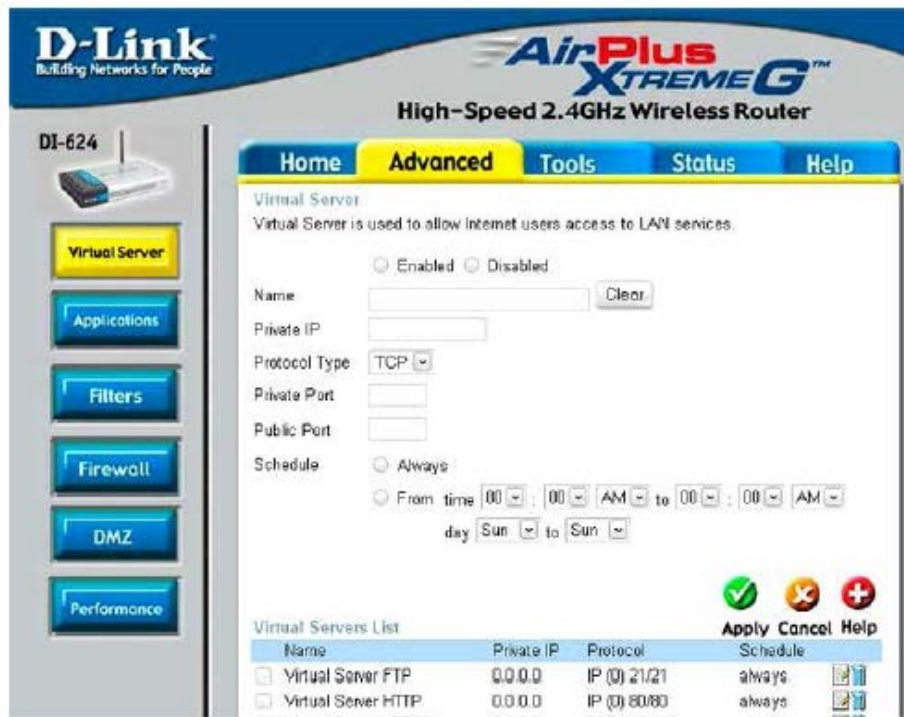 D-Link
Building Networks for People
AirPlus
XTREME G™
High-Speed 2.4GHz Wireless Router
DI-624
Home Advanced Tools Status Help
Virtual Server
Applications
Filters
Firewall
DMZ
Performance
Virtual Server
Virtual Server is used to allow Internet users access to LAN services.
Enabled Disabled
Name Clear
Private IP
Protocol Type TCP
Private Port
Public Port
Schedule Always
From time 00 : 00 AM to 00 : 00 AM
day Sun to Sun
Apply Cancel Help
Virtual Servers List
Name Private IP Protocol Schedule
Virtual Server FTP 0.0.0.0 IP (0) 21/21 always
Virtual Server HTTP 0.0.0.0 IP (0) 80/80 always